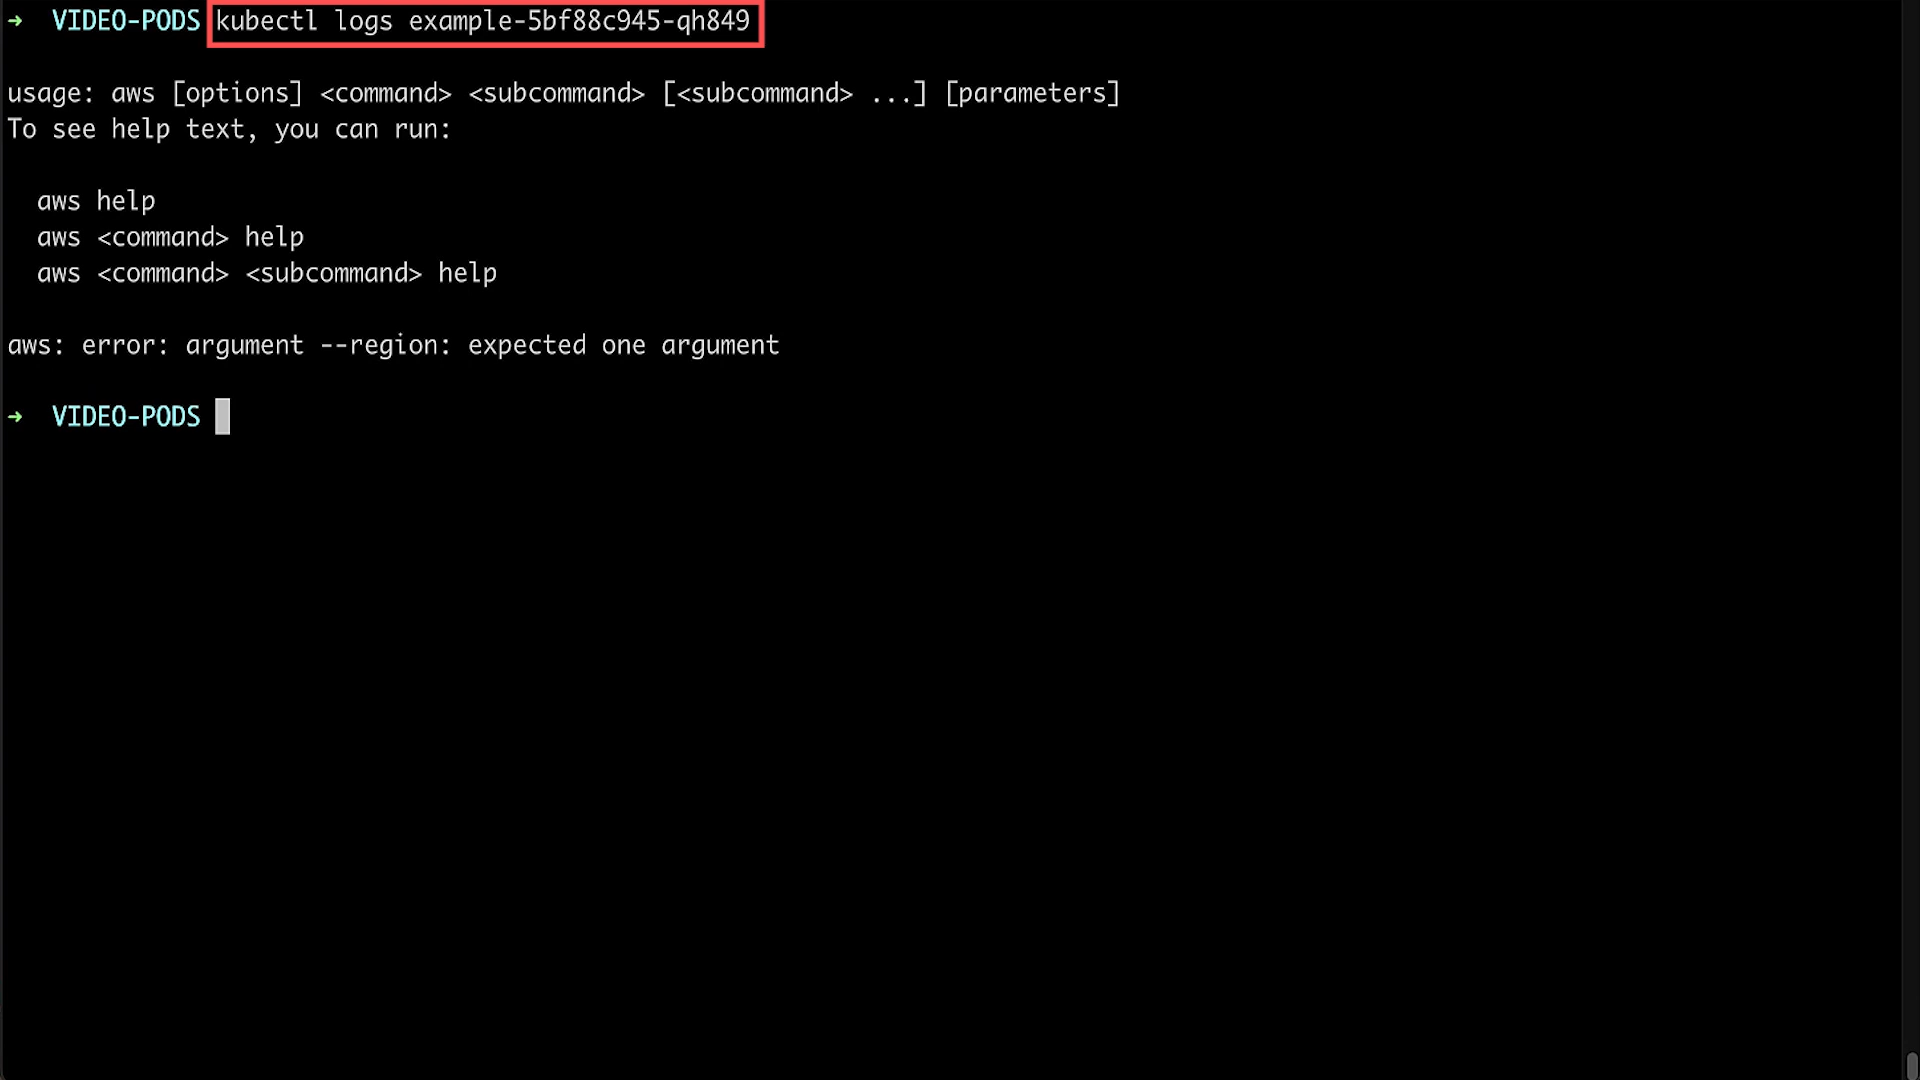 ➜ VIDEO-PODS kubectl logs example-5bf88c945-qh849
usage: aws [options] <command> <subcommand> [<subcommand> ...] [parameters]
To see help text, you can run:
aws help
aws <command> help
aws <command> <subcommand> help
aws: error: argument --region: expected one argument
➜ VIDEO-PODS